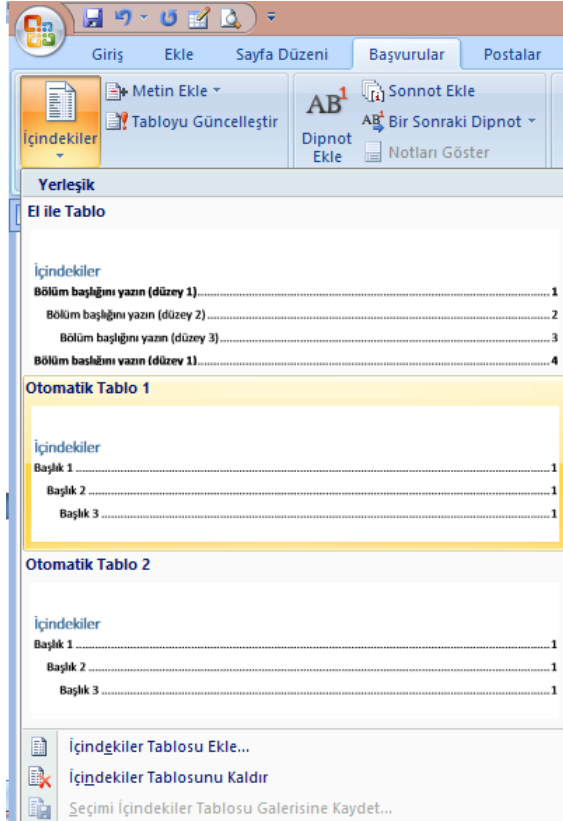 Giriş Ekle Sayfa Düzeni Başvurular Postalar
İçindekiler
Metin Ekle
Tabloyu Güncelleştir
AB1
Dipnot
Ekle
Sonnot Ekle
AB1 Bir Sonraki Dipnot
Notları Göster
Yerleşik
El ile Tablo
İçindekiler
Bölüm başlığını yazın (düzey 1)........1
Bölüm başlığını yazın (düzey 2)........2
Bölüm başlığını yazın (düzey 3)........3
Bölüm başlığını yazın (düzey 1)........4
Otomatik Tablo 1
İçindekiler
Başlık 1........1
Başlık 2........1
Başlık 3........1
Otomatik Tablo 2
İçindekiler
Başlık 1........1
Başlık 2........1
Başlık 3........1
İçindekiler Tablosu Ekle...
İçindekiler Tablosunu Kaldır
Seçimi İçindekiler Tablosu Galerisine Kaydet...